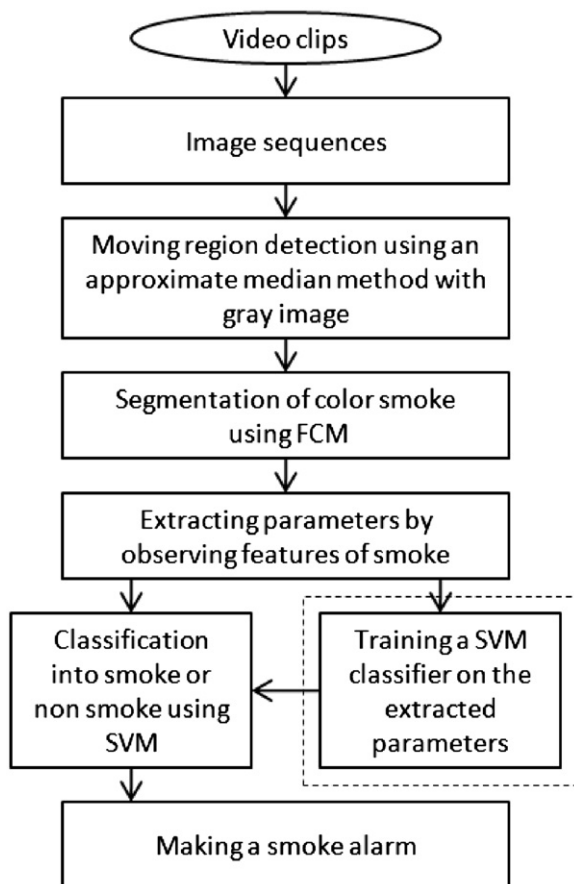 Video clips
Image sequences
Moving region detection using an
approximate median method with
gray image
Segmentation of color smoke
using FCM
Extracting parameters by
observing features of smoke
Classification
into smoke or
non smoke using
SVM
Training a SVM
classifier on the
extracted
parameters
Making a smoke alarm